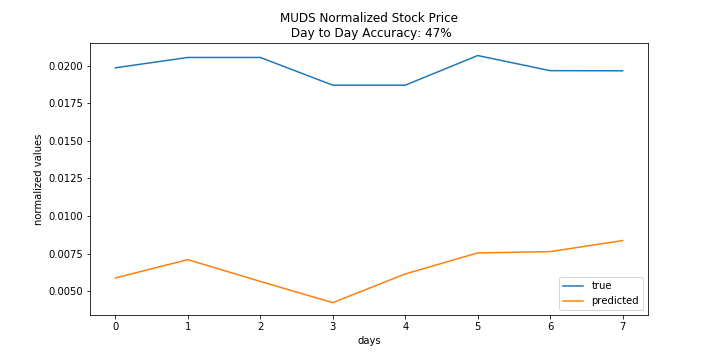 MUDS Normalized Stock Price
Day to Day Accuracy: 47%
normalized values
0.0200
0.0175
0.0150
0.0125
0.0100
0.0075
0.0050
true
predicted
0 1 2 3 4 5 6 7
days